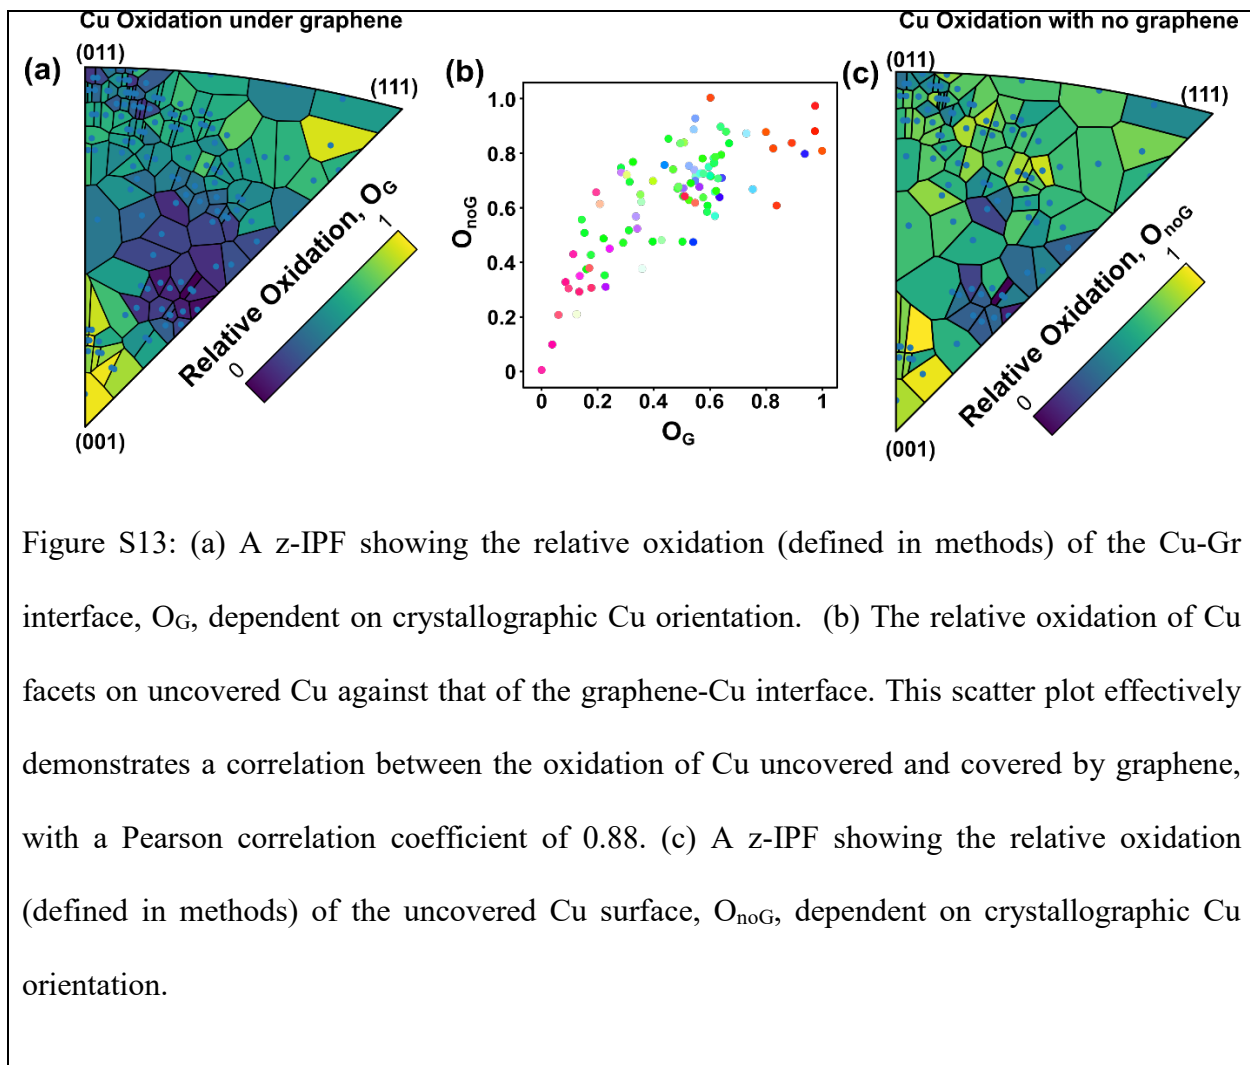 Cu Oxidation under graphene
Cu Oxidation with no graphene
(a)
(011)
(111)
(001)
Relative Oxidation, OG
0
1
(b)
OnoG
1.0
0.8
0.6
0.4
0.2
0
0 0.2 0.4 0.6 0.8 1
OG
(c)
(011)
(111)
(001)
Relative Oxidation, OnoG
0
1
Figure S13: (a) A z-IPF showing the relative oxidation (defined in methods) of the Cu-Gr
interface, OG, dependent on crystallographic Cu orientation. (b) The relative oxidation of Cu
facets on uncovered Cu against that of the graphene-Cu interface. This scatter plot effectively
demonstrates a correlation between the oxidation of Cu uncovered and covered by graphene,
with a Pearson correlation coefficient of 0.88. (c) A z-IPF showing the relative oxidation
(defined in methods) of the uncovered Cu surface, OnoG, dependent on crystallographic Cu
orientation.